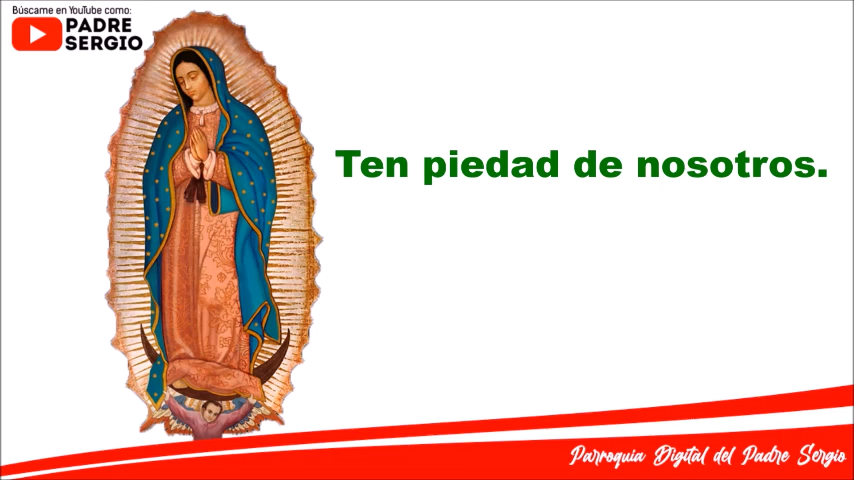 Búscame en YouTube como:
PADRE
SERGIO
Ten piedad de nosotros.
Parroquia Digital del Padre Sergio